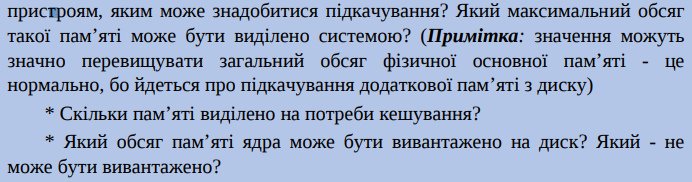 пристроям, яким може знадобитися підкачування? Який максимальний обсяг
такої пам’яті може бути виділено системою? (Примітка: значення можуть
значно перевищувати загальний обсяг фізичної основної пам’яті - це
нормально, бо йдеться про підкачування додаткової пам’яті з диску)
* Скільки пам’яті виділено на потреби кешування?
* Який обсяг пам’яті ядра може бути вивантажено на диск? Який - не
може бути вивантажено?